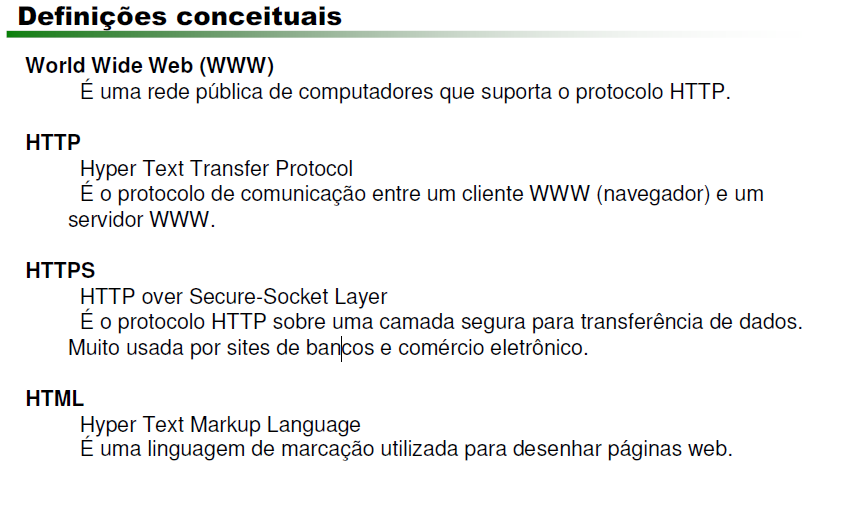 Definições conceituais
World Wide Web (WWW)
É uma rede pública de computadores que suporta o protocolo HTTP.
HTTP
Hyper Text Transfer Protocol
É o protocolo de comunicação entre um cliente WWW (navegador) e um
servidor WWW.
HTTPS
HTTP over Secure-Socket Layer
É o protocolo HTTP sobre uma camada segura para transferência de dados.
Muito usada por sites de bancos e comércio eletrônico.
HTML
Hyper Text Markup Language
É uma linguagem de marcação utilizada para desenhar páginas web.